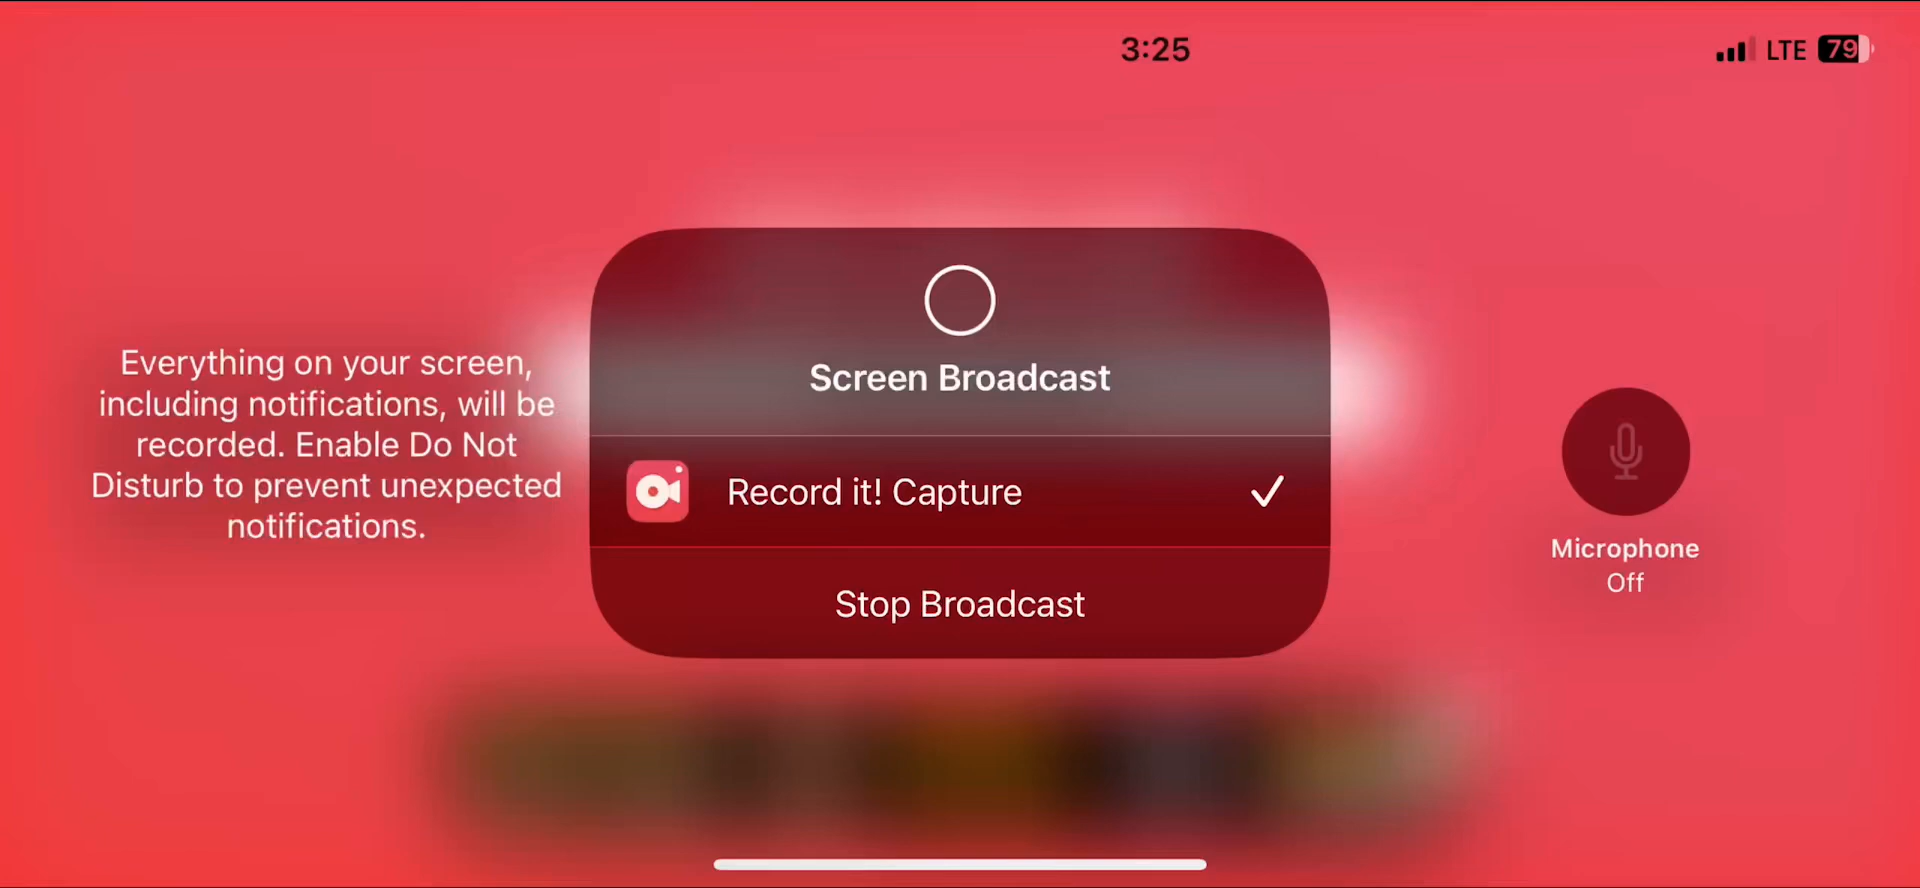 3:25
LTE 79
Everything on your screen,
including notifications, will be
recorded. Enable Do Not
Disturb to prevent unexpected
notifications.
Screen Broadcast
Record it! Capture
Stop Broadcast
Microphone
Off